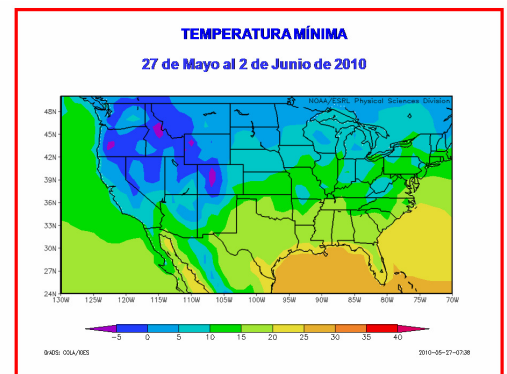 TEMPERATURA MÍNIMA
27 de Mayo al 2 de Junio de 2010
NOAA/ESRL Physical Sciences Division
48N
45N
42N
39N
36N
33N
30N
27N
24N
130W 125W 120W 115W 110W 105W 100W 95W 90W 85W 80W 75W 70W
-5 0 5 10 15 20 25 30 35 40
GrADS: COLA/IGES 2010-05-27-07:38